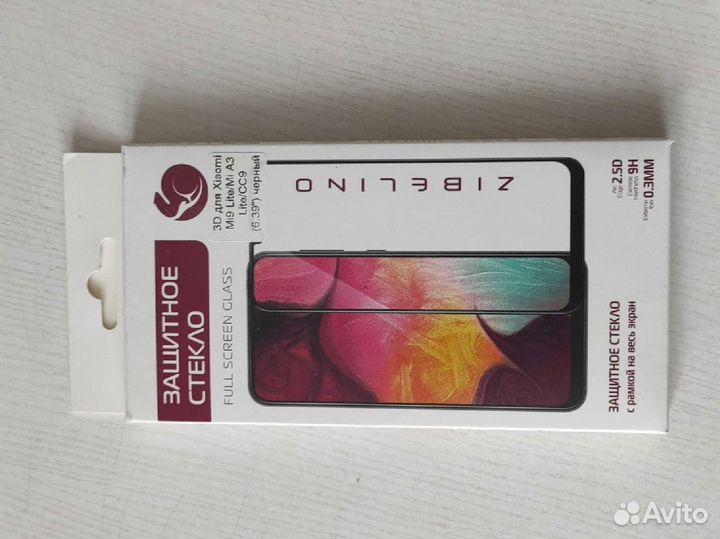 ЗАЩИТНОЕ
СТЕКЛО
FULL SCREEN GLASS
3D для Xiaomi
Mi9 Lite/Mi A3
Lite/CC9
(6.39") черный
ZIBELINO
ЗАЩИТНОЕ СТЕКЛО
с рамкой на весь экран
2.5D
9H
0.3MM
Avito